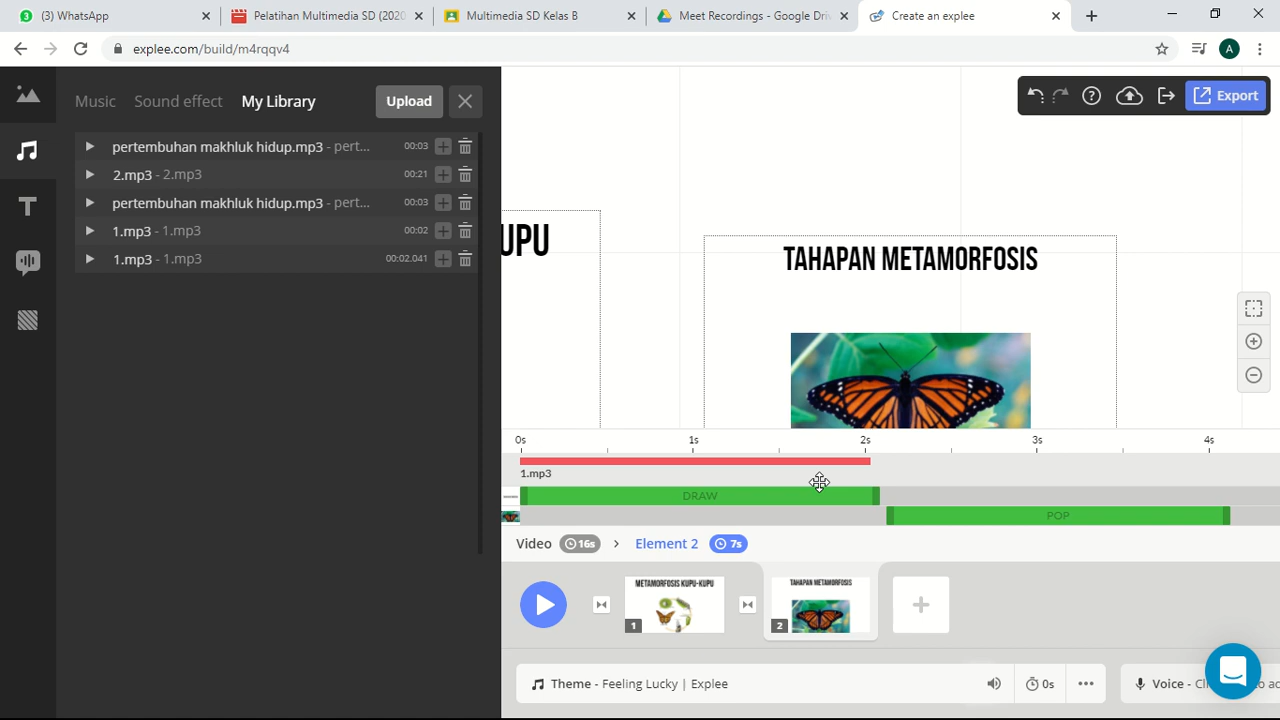 (3) WhatsApp
Pelatihan Multimedia SD (2020
Multimedia SD Kelas B
Meet Recordings - Google Dri
Create an explee
explee.com/build/m4rqqv4
A
Music
Sound effect
My Library
Upload
Export
pertembuhan makhluk hidup.mp3 - pert... 00:03
2.mp3 - 2.mp3 00:21
pertembuhan makhluk hidup.mp3 - pert... 00:03
1.mp3 - 1.mp3 00:02
1.mp3 - 1.mp3 00:02.041
UPU
TAHAPAN METAMORFOSIS
0s 1s 2s 3s 4s
1.mp3
DRAW
POP
Video 16s > Element 2 7s
METAMORFOSIS KUPU-KUPU
1
TAHAPAN METAMORFOSIS
2
Theme - Feeling Lucky | Explee
0s
Voice - Cl